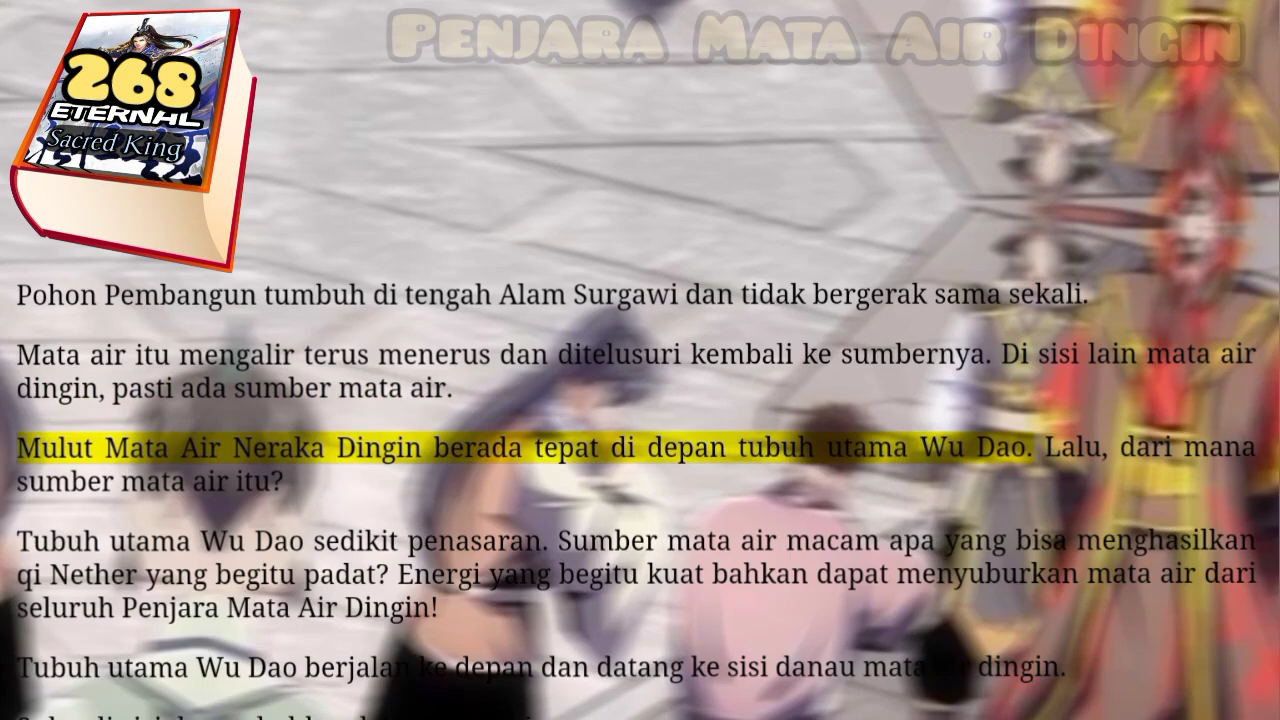 Penjara Mata Air Dingin
268
ETERNAL
Sacred King
Pohon Pembangun tumbuh di tengah Alam Surgawi dan tidak bergerak sama sekali.
Mata air itu mengalir terus menerus dan ditelusuri kembali ke sumbernya. Di sisi lain mata air
dingin, pasti ada sumber mata air.
Mulut Mata Air Neraka Dingin berada tepat di depan tubuh utama Wu Dao. Lalu, dari mana
sumber mata air itu?
Tubuh utama Wu Dao sedikit penasaran. Sumber mata air macam apa yang bisa menghasilkan
qi Nether yang begitu padat? Energi yang begitu kuat bahkan dapat menyuburkan mata air dari
seluruh Penjara Mata Air Dingin!
Tubuh utama Wu Dao berjalan ke depan dan datang ke sisi danau mata air dingin.